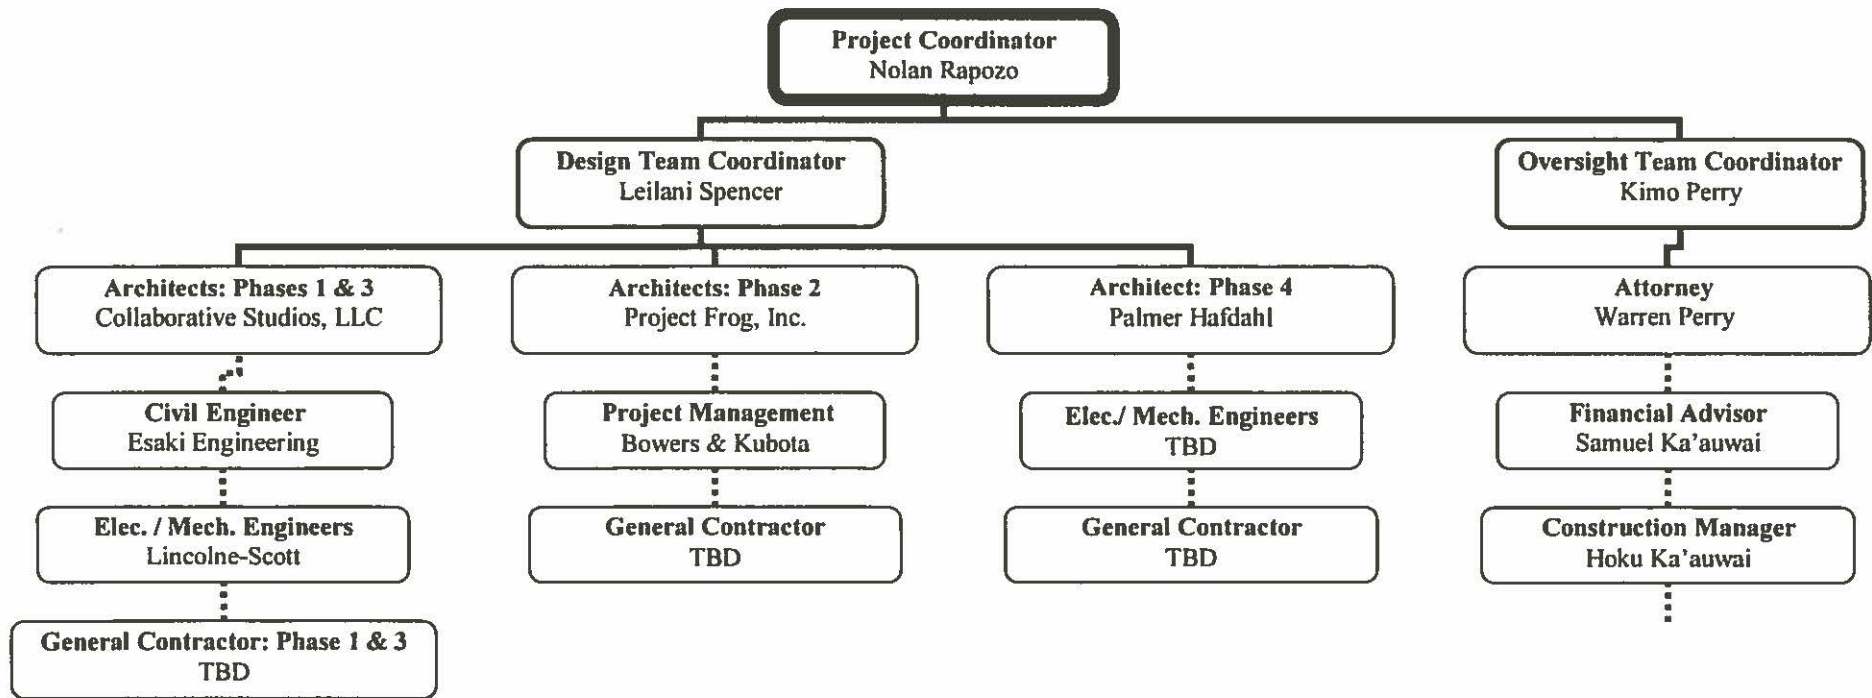 Project Coordinator
Nolan Rapozo
Design Team Coordinator
Leilani Spencer
Oversight Team Coordinator
Kimo Perry
Architects: Phases 1 & 3
Collaborative Studios, LLC
Architects: Phase 2
Project Frog, Inc.
Architect: Phase 4
Palmer Hafdahl
Attorney
Warren Perry
Civil Engineer
Esaki Engineering
Project Management
Bowers & Kubota
Elec./ Mech. Engineers
TBD
Financial Advisor
Samuel Ka'auwai
Elec. / Mech. Engineers
Lincolne-Scott
General Contractor
TBD
General Contractor
TBD
Construction Manager
Hoku Ka'auwai
General Contractor: Phase 1 & 3
TBD